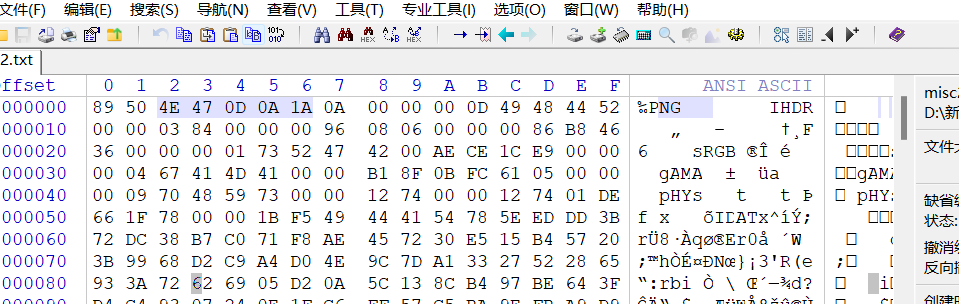 文件(F) 编辑(E) 搜索(S) 导航(N) 查看(V) 工具(T) 专业工具(I) 选项(O) 窗口(W) 帮助(H)
2.txt
offset 0 1 2 3 4 5 6 7 8 9 A B C D E F ANSI ASCII
000000 89 50 4E 47 0D 0A 1A 0A 00 00 00 0D 49 48 44 52 ‰PNG IHDR
000010 00 00 03 84 00 00 00 96 08 06 00 00 00 86 B8 46 „ – †¸F
000020 36 00 00 00 01 73 52 47 42 00 AE CE 1C E9 00 00 6 sRGB ®Î é
000030 00 04 67 41 4D 41 00 00 B1 8F 0B FC 61 05 00 00 gAMA ± üa
000040 00 09 70 48 59 73 00 00 12 74 00 00 12 74 01 DE pHYs t t Þ
000050 66 1F 78 00 00 1B F5 49 44 41 54 78 5E ED DD 3B f x õIDATx^íÝ;
000060 72 DC 38 B7 C0 71 F8 AE 45 72 30 E5 15 B4 57 20 rÜ8·Àqø®Er0å ´W
000070 3B 99 68 D2 C9 A4 D4 4E 9C 7D A1 33 27 52 28 65 ;™hÒÉ¤ÔNœ}¡3'R(e
000080 93 3A 72 62 69 05 D2 0A 5C 13 8C B4 97 BE 64 3F “:rbi Ò \ Œ´—¾d?
misc
D:\新
文件大
gAMA
pHYs
缺省编
状态:
撤消级
反向撤
创建时